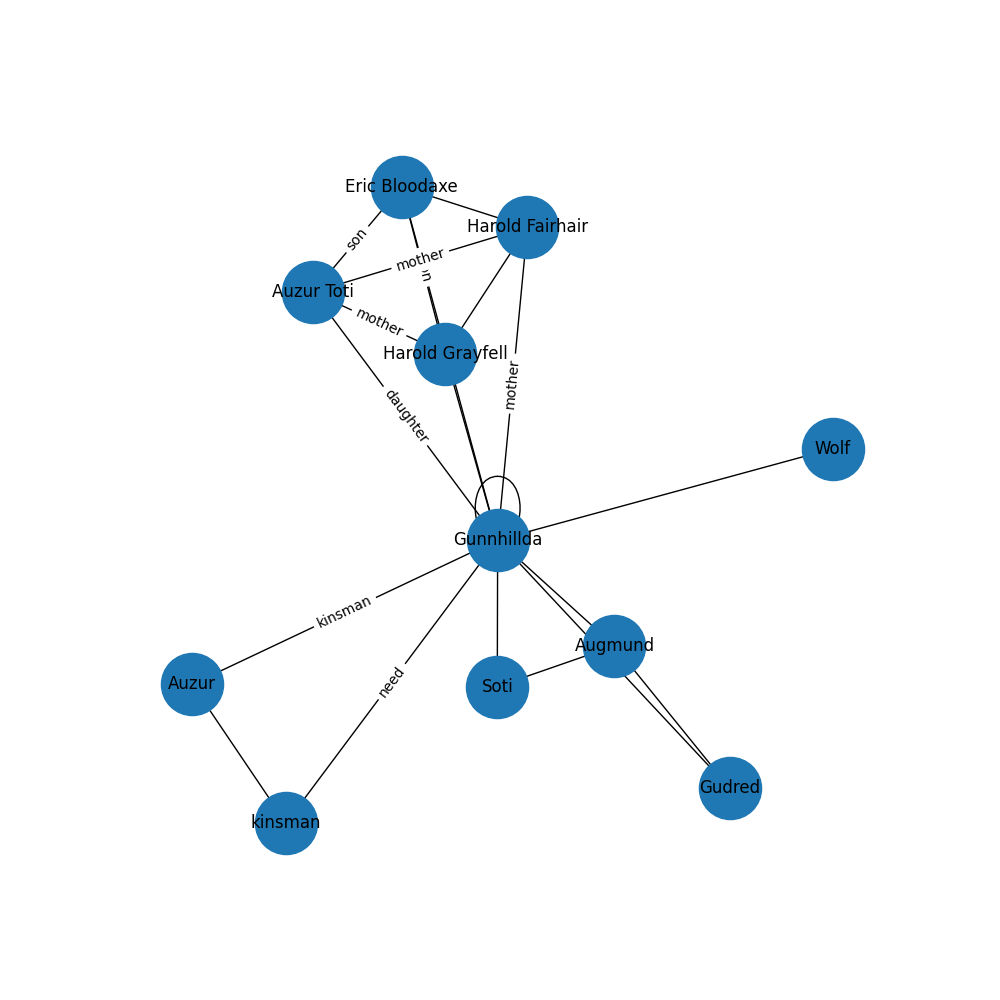 Eric Bloodaxe
Harold Fairhair
son
mother
Auzur Toti
mother
Harold Grayfell
mother
daughter
Wolf
Gunnhillda
kinsman
Augmund
Auzur
need
Soti
Gudred
kinsman